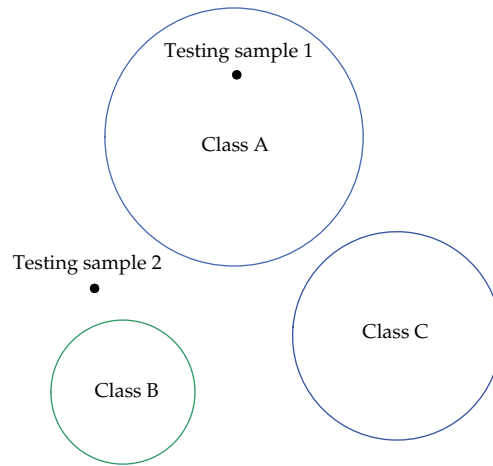 Testing sample 1
Class A
Testing sample 2
Class C
Class B